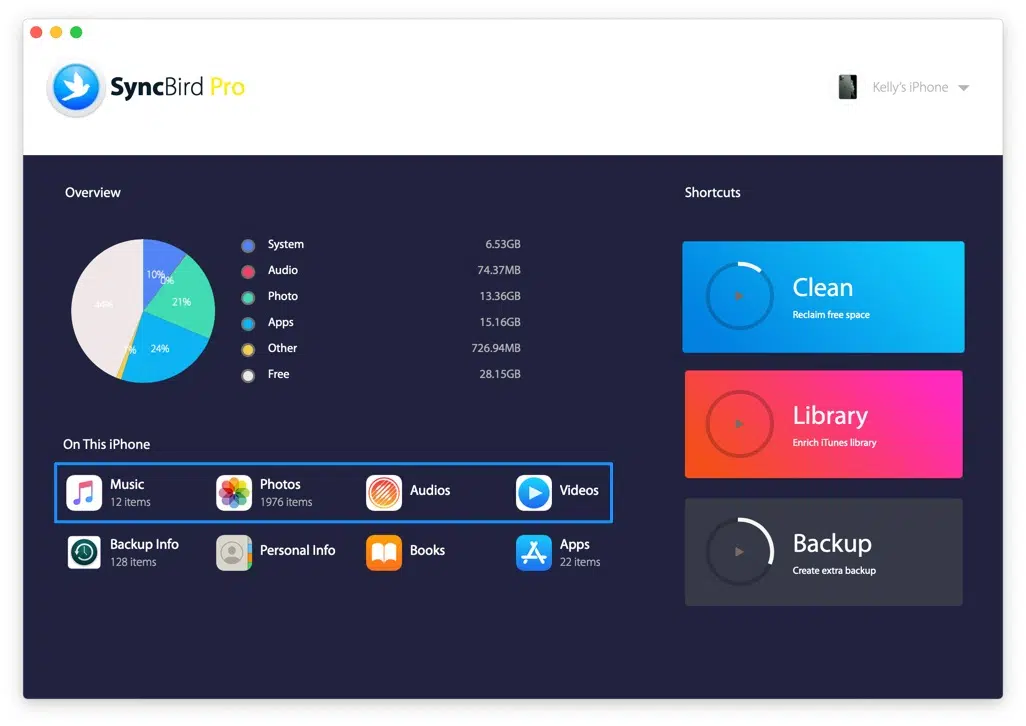 SyncBird Pro
Kelly's iPhone
Overview
Shortcuts
10%
0%
21%
24%
System 6.53GB
Audio 74.37MB
Photo 13.36GB
Apps 15.16GB
Other 726.94MB
Free 28.15GB
Clean
Reclaim free space
Library
Enrich iTunes library
Backup
Create extra backup
On This iPhone
Music
12 items
Photos
1976 items
Audios
Videos
Backup Info
128 items
Personal Info
Books
Apps
22 items